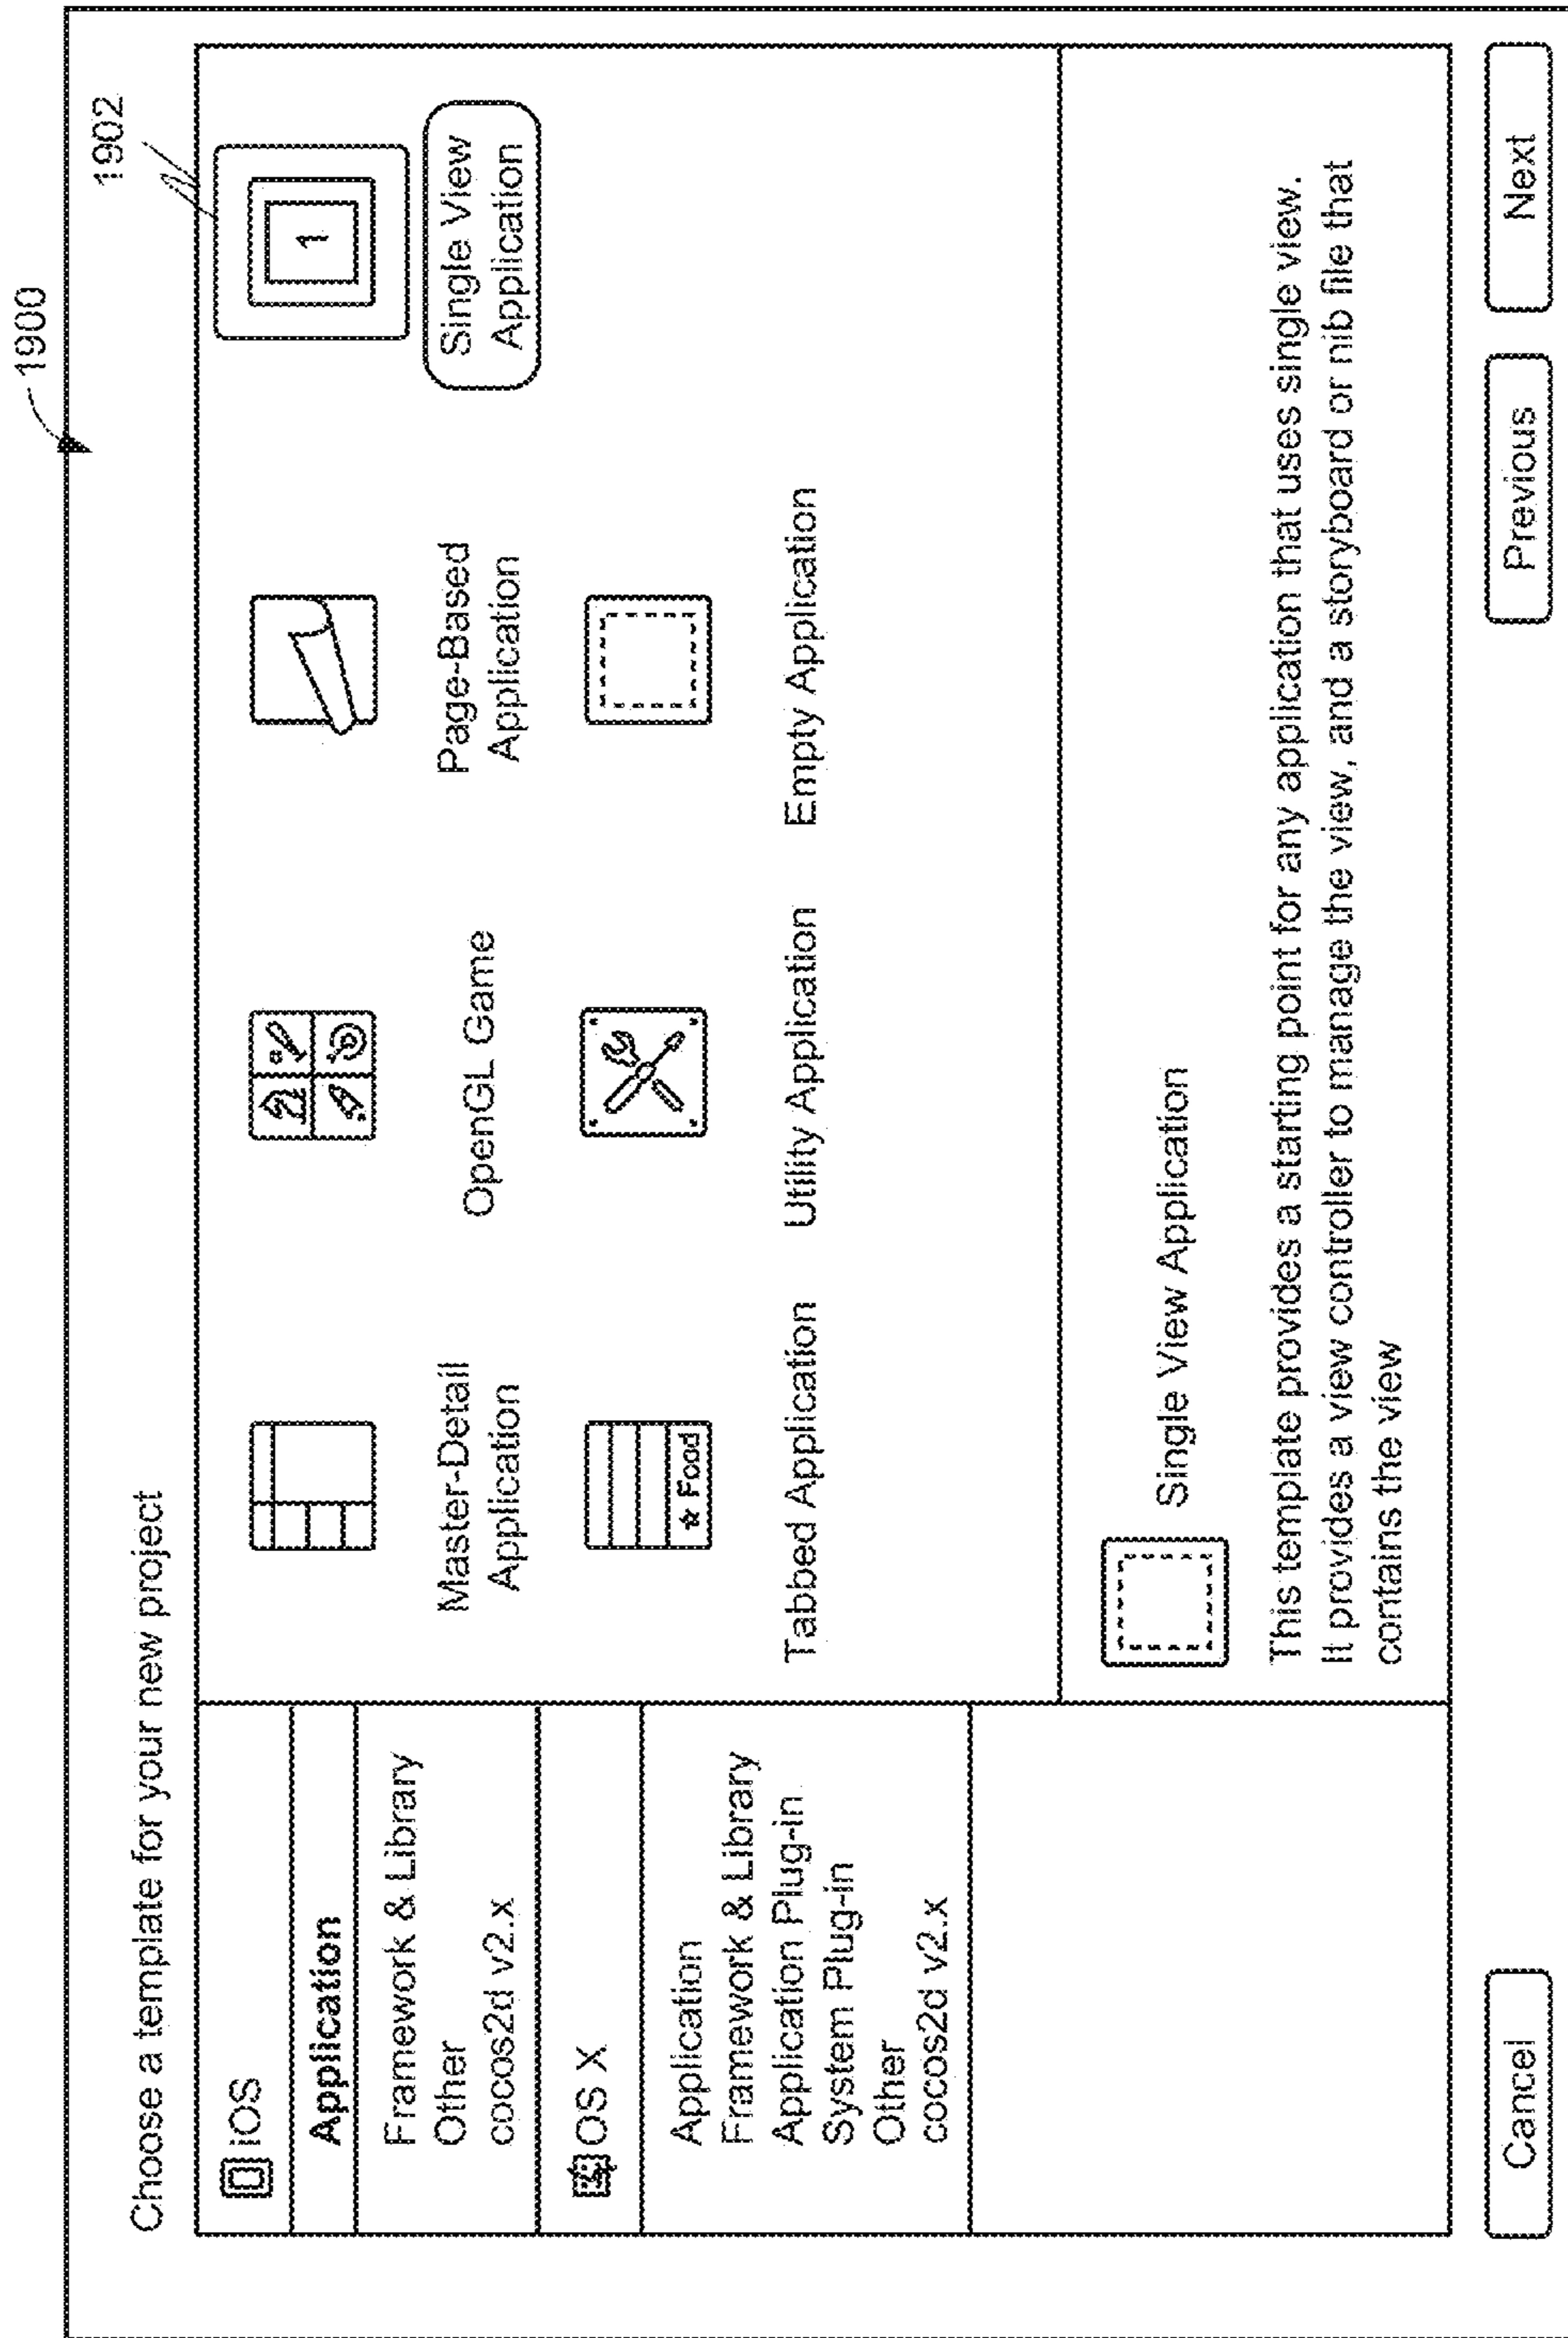 1900
1902
Choose a template for your new project
iOS
Application
Framework & Library
Other
cocos2d v2.x
OS X
Application
Framework & Library
Application Plug-in
System Plug-in
Other
cocos2d v2.x
Master-Detail
Application
OpenGL Game
Page-Based
Application
1
Single View
Application
☆ Food
Tabbed Application
Utility Application
Empty Application
Single View Application
This template provides a starting point for any application that uses single view.
It provides a view controller to manage the view, and a storyboard or nib file that
contains the view
Cancel
Previous
Next